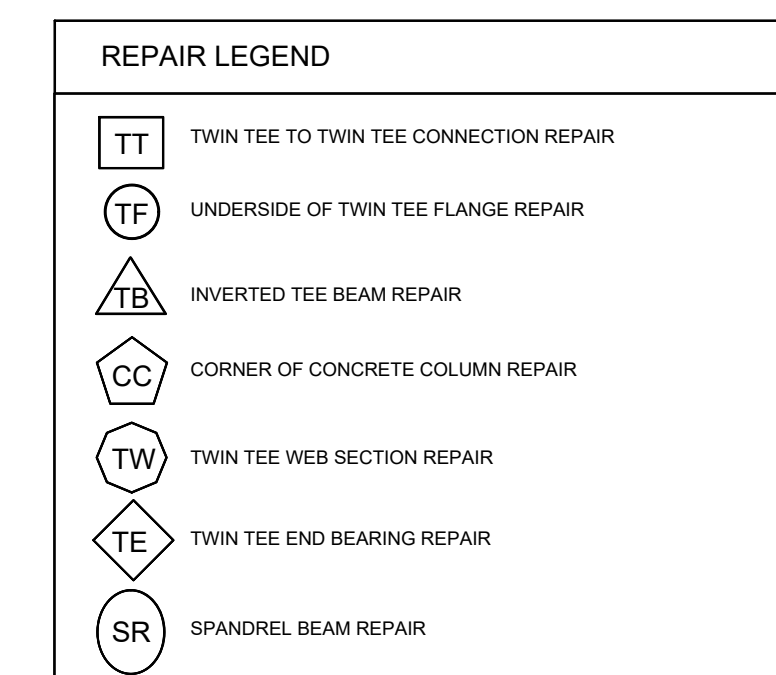 REPAIR LEGEND
TT TWIN TEE TO TWIN TEE CONNECTION REPAIR
TF UNDERSIDE OF TWIN TEE FLANGE REPAIR
TB INVERTED TEE BEAM REPAIR
CC CORNER OF CONCRETE COLUMN REPAIR
TW TWIN TEE WEB SECTION REPAIR
TE TWIN TEE END BEARING REPAIR
SR SPANDREL BEAM REPAIR